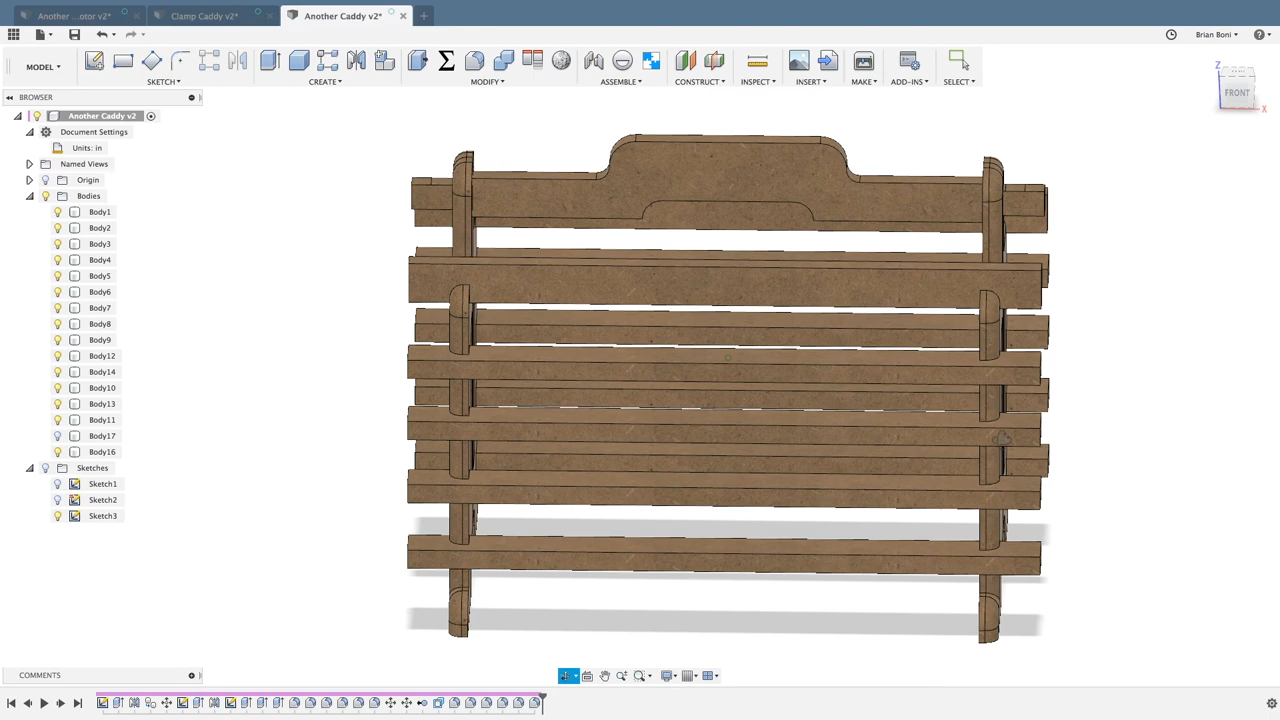 Another ...otor v2*
Clamp Caddy v2*
Another Caddy v2*
Brian Boni
MODEL
SKETCH
CREATE
MODIFY
ASSEMBLE
CONSTRUCT
INSPECT
INSERT
MAKE
ADD-INS
SELECT
BROWSER
Z
FRONT
X
Another Caddy v2
Document Settings
Units: in
Named Views
Origin
Bodies
Body1
Body2
Body3
Body4
Body5
Body6
Body7
Body8
Body9
Body12
Body14
Body10
Body13
Body11
Body17
Body16
Sketches
Sketch1
Sketch2
Sketch3
COMMENTS